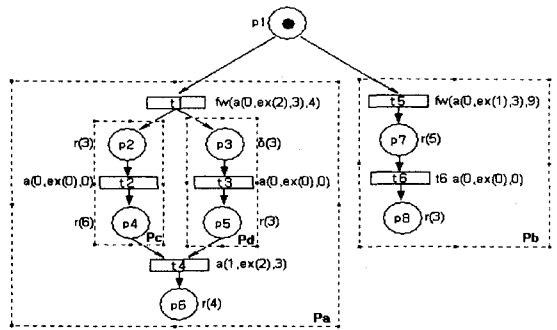 p1
t fw(a(0,ex(2),3),4)
t5 fw(a(0,ex(1),3),9)
r(3) p2 p3 δ(3)
p7 r(5)
a(0,ex(0),0) t2 t3 a(0,ex(0),0)
t6 t6 a(0,ex(0),0)
r(6) p4 p5 r(3)
p8 r(3)
Pc Pd Pb
t4 a(1,ex(2),3)
p6 r(4)
Pa